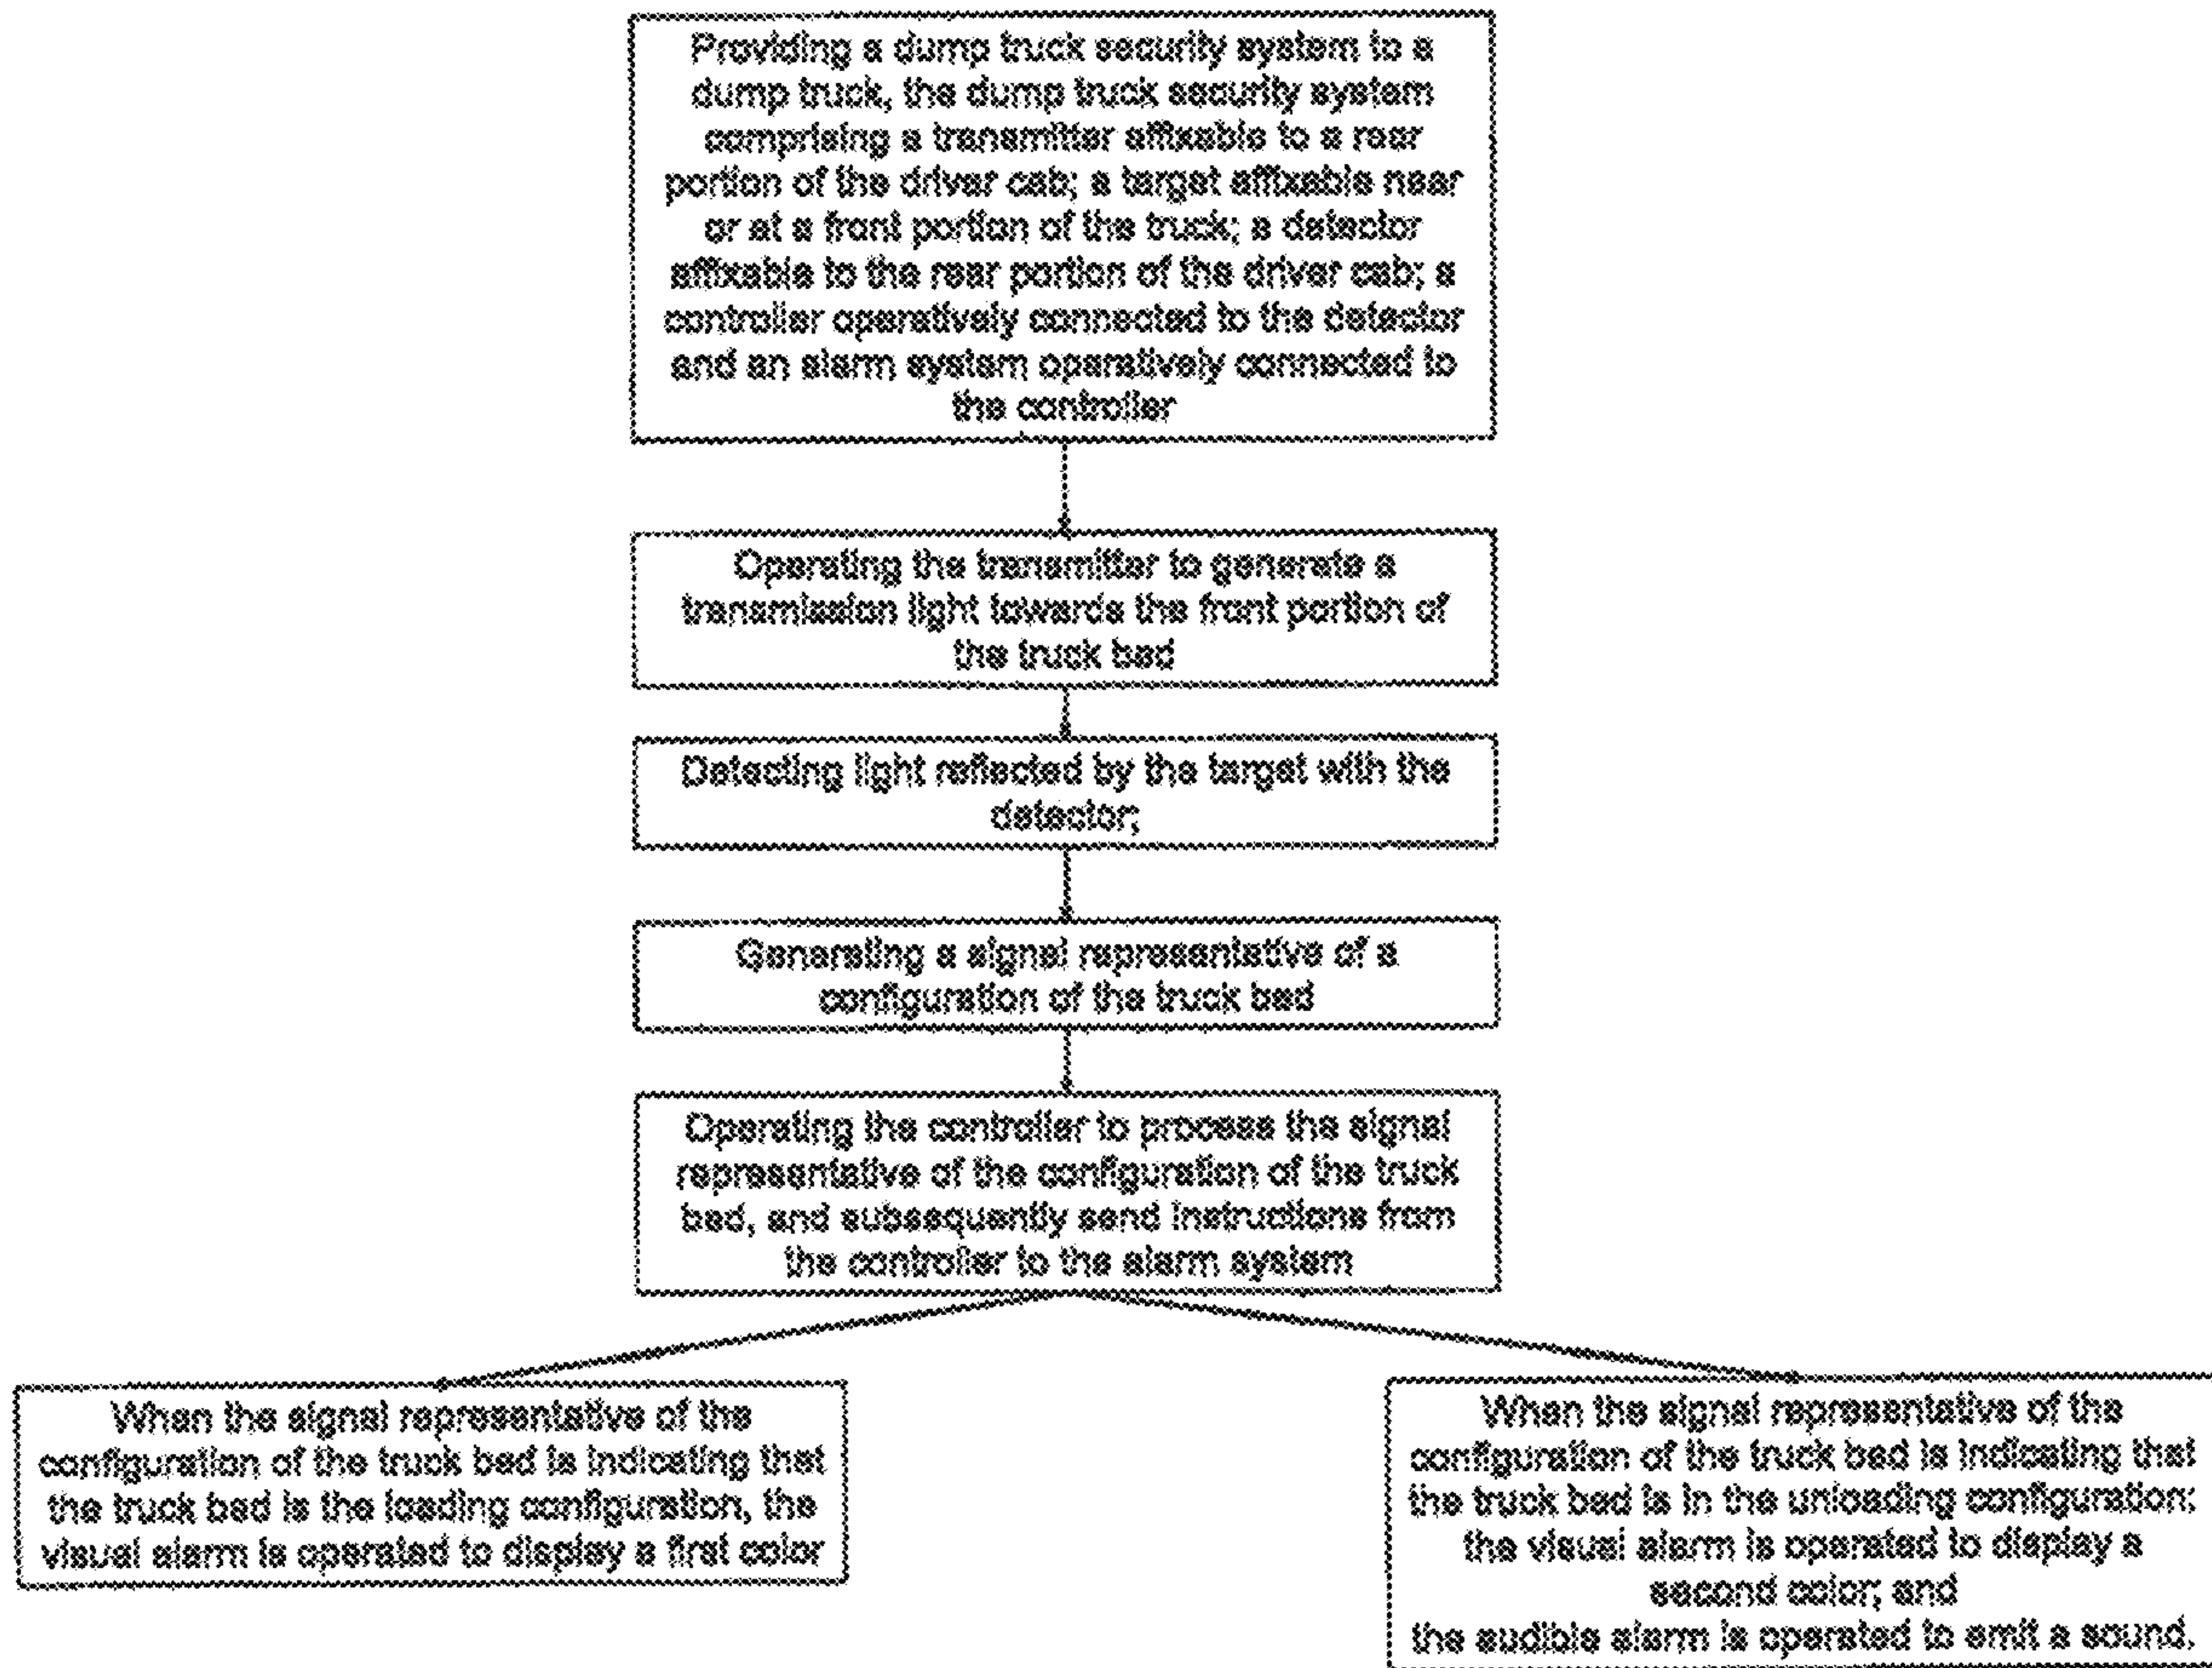 Providing a dump truck security system to a
dump truck, the dump truck security system
comprising a transmitter affixable to a rear
portion of the driver cab; a target affixable near
or at a front portion of the truck; a detector
affixable to the rear portion of the driver cab; a
controller operatively connected to the detector
and an alarm system operatively connected to
the controller
Operating the transmitter to generate a
transmission light towards the front portion of
the truck bed
Detecting light reflected by the target with the
detector;
Generating a signal representative of a
configuration of the truck bed
Operating the controller to process the signal
representative of the configuration of the truck
bed, and subsequently send instructions from
the controller to the alarm system
When the signal representative of the
configuration of the truck bed is indicating that
the truck bed is the loading configuration, the
visual alarm is operated to display a first color
When the signal representative of the
configuration of the truck bed is indicating that
the truck bed is in the unloading configuration:
the visual alarm is operated to display a
second color; and
the audible alarm is operated to emit a sound.